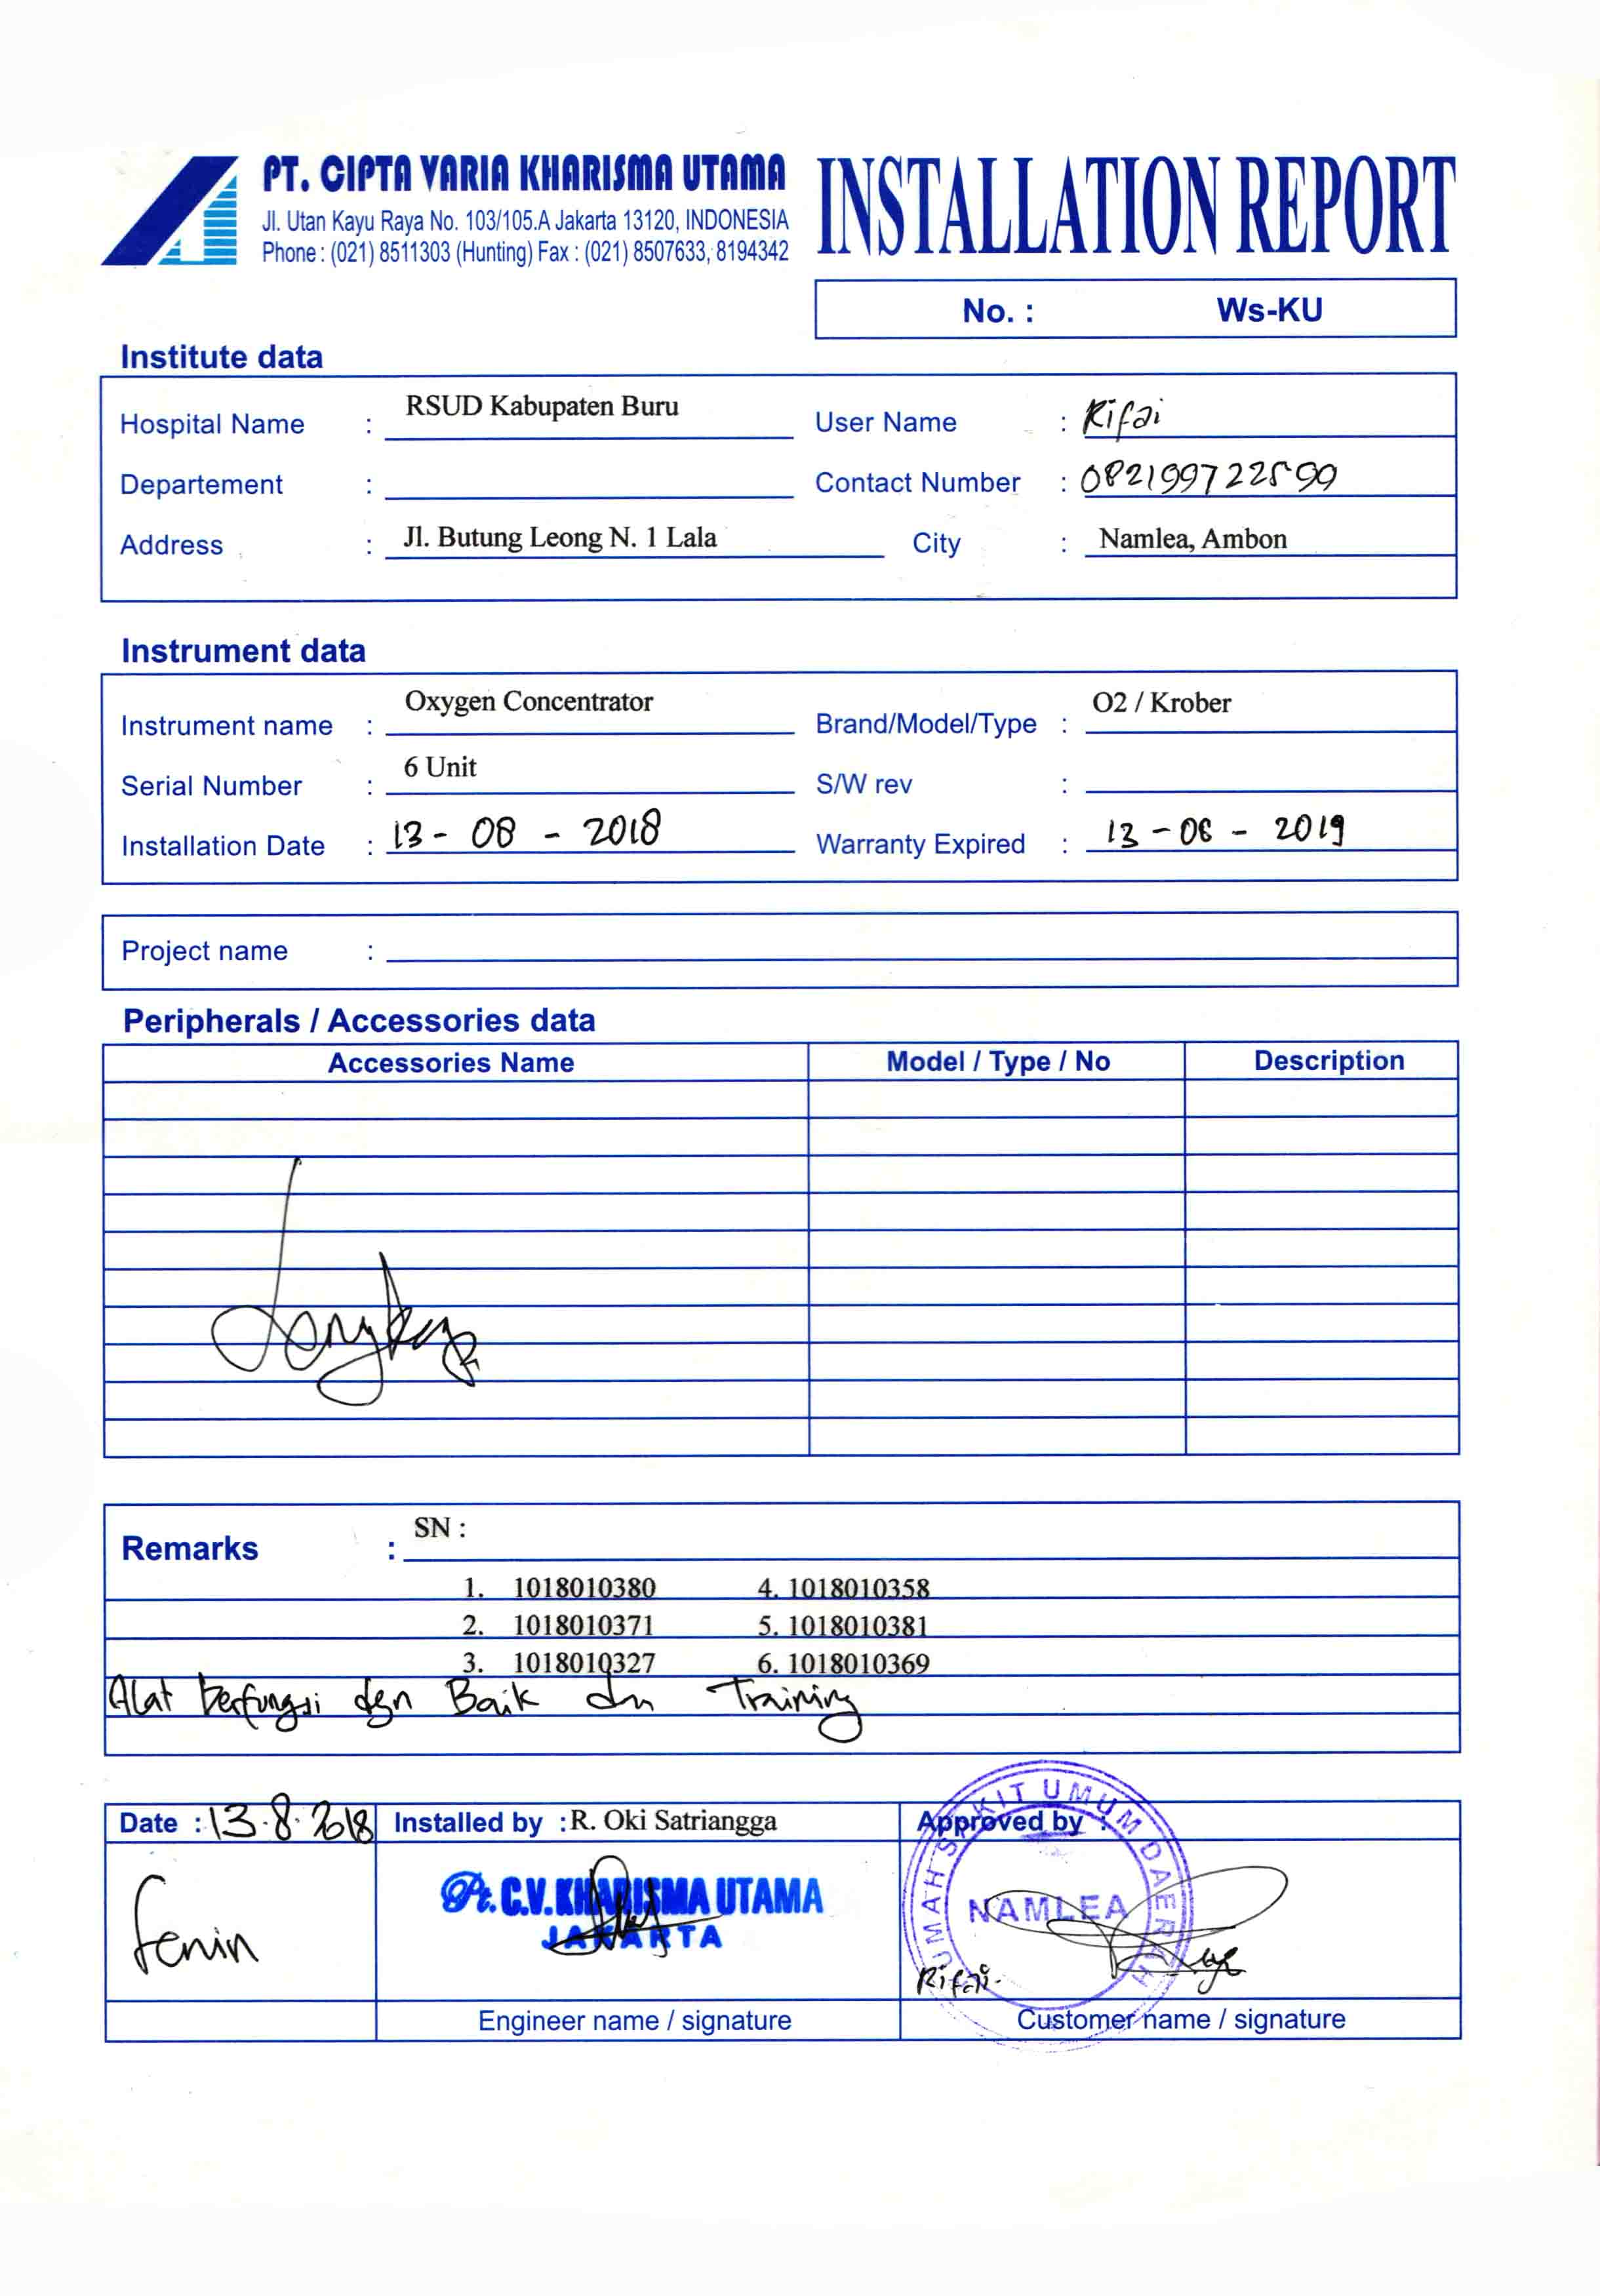 PT. CIPTA VARIA KHARISMA UTAMA
Jl. Utan Kayu Raya No. 103/105.A Jakarta 13120, INDONESIA
Phone : (021) 8511303 (Hunting) Fax : (021) 8507633, 8194342
INSTALLATION REPORT
No. : Ws-KU
Institute data
Hospital Name : RSUD Kabupaten Buru User Name : Rifai
Departement : Contact Number : 082199722599
Address : Jl. Butung Leong N. 1 Lala City : Namlea, Ambon
Instrument data
Instrument name : Oxygen Concentrator Brand/Model/Type : O2 / Krober
Serial Number : 6 Unit S/W rev :
Installation Date : 13 - 08 - 2018 Warranty Expired : 13 - 08 - 2019
Project name :
Peripherals / Accessories data
Accessories Name Model / Type / No Description
Lengkap
Remarks : SN :
1. 1018010380 4. 1018010358
2. 1018010371 5. 1018010381
3. 1018010327 6. 1018010369
Alat berfungsi dgn Baik dn Training
Date : 13.8.2018 Installed by : R. Oki Satriangga Approved by :
Senin
Pt. C.V. KHARISMA UTAMA
JAKARTA
RUMAH SAKIT UMUM DAERAH
NAMLEA
Rifai
Engineer name / signature Customer name / signature